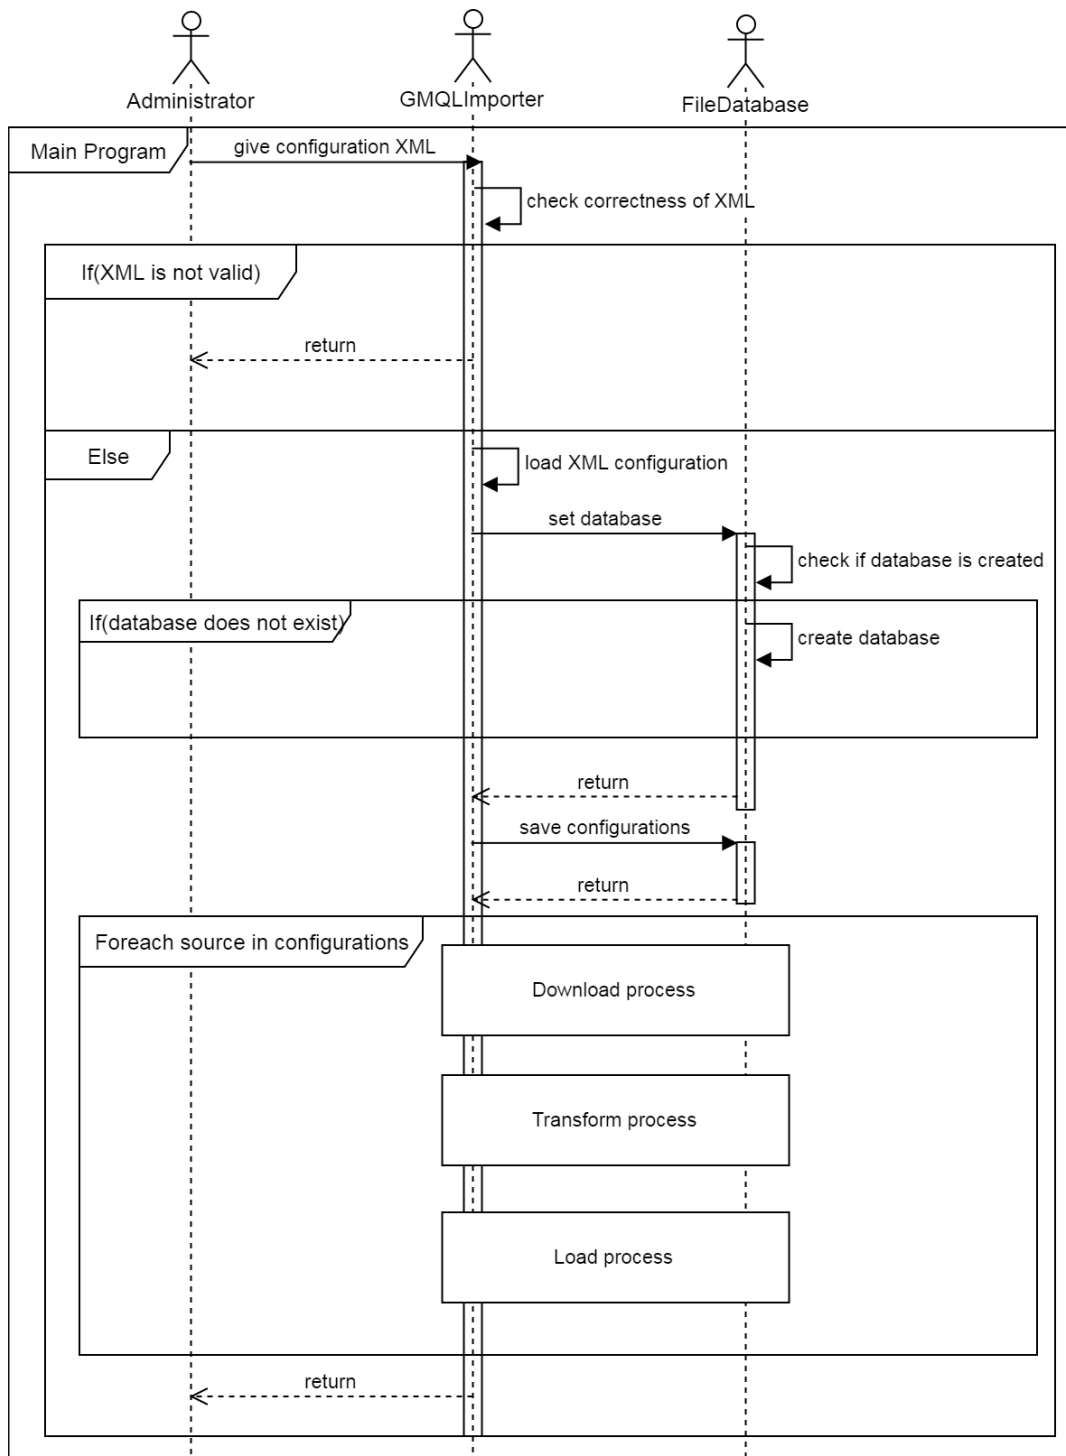 Administrator
GMQLImporter
FileDatabase
Main Program
give configuration XML
check correctness of XML
If(XML is not valid)
return
Else
load XML configuration
set database
check if database is created
If(database does not exist)
create database
return
save configurations
return
Foreach source in configurations
Download process
Transform process
Load process
return